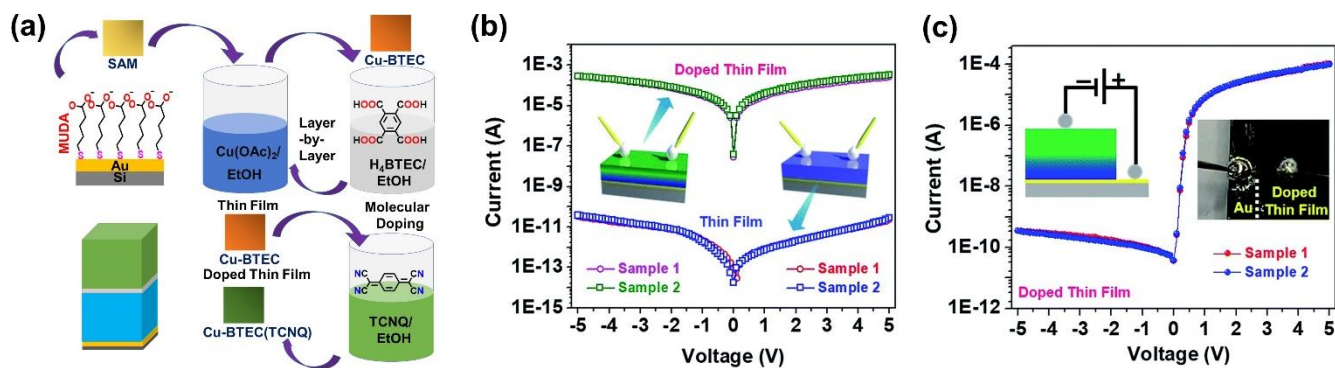 (a)
SAM
Cu-BTEC
MUDA
O O⁻ O O⁻ O O⁻ O O⁻ O O⁻
S S S S S
Au
Si
Cu(OAc)₂/
EtOH
Layer
-by-
Layer
HOOC COOH
HOOC COOH
H₄BTEC/
EtOH
Thin Film
Cu-BTEC
Doped Thin Film
Cu-BTEC(TCNQ)
Molecular
Doping
NC CN
NC CN
TCNQ/
EtOH
(b)
Current (A)
1E-3
1E-5
1E-7
1E-9
1E-11
1E-13
1E-15
Doped Thin Film
Thin Film
Sample 1 Sample 1
Sample 2 Sample 2
-5 -4 -3 -2 -1 0 1 2 3 4 5
Voltage (V)
(c)
Current (A)
1E-4
1E-6
1E-8
1E-10
1E-12
− +
Au
Doped
Thin Film
Sample 1
Sample 2
Doped Thin Film
-5 -4 -3 -2 -1 0 1 2 3 4 5
Voltage (V)